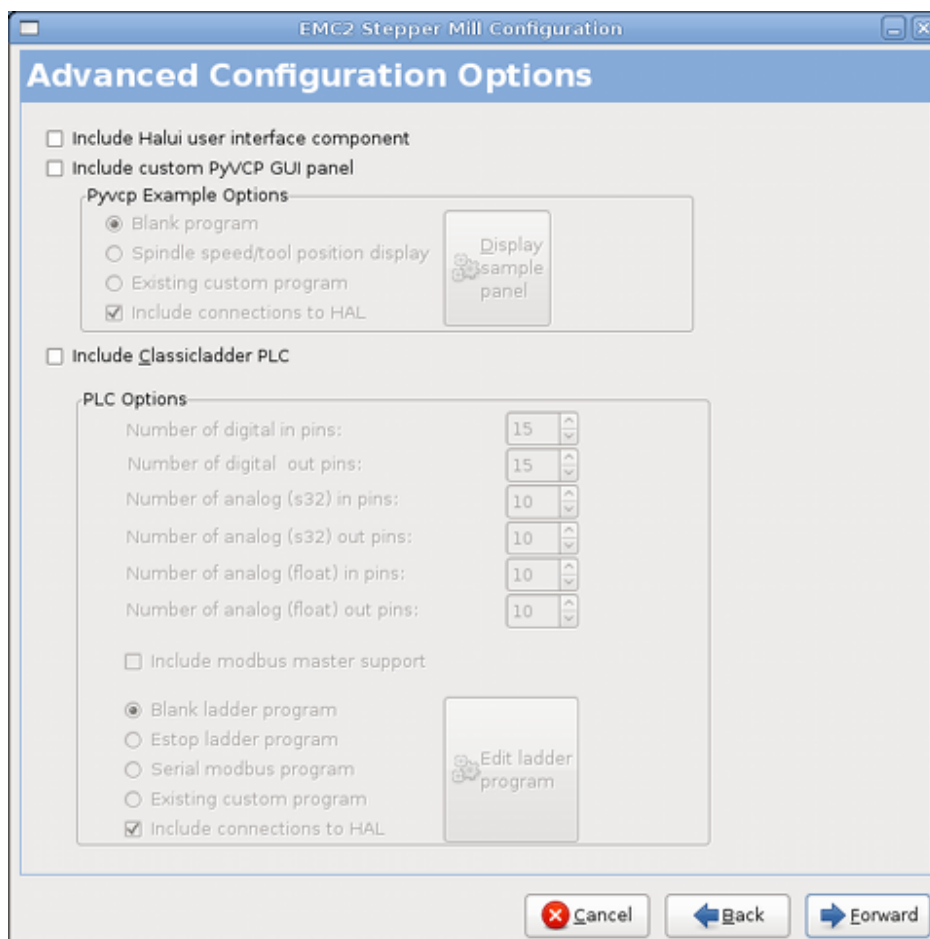 EMC2 Stepper Mill Configuration
Advanced Configuration Options
Include Halui user interface component
Include custom PyVCP GUI panel
Pyvcp Example Options
Blank program
Spindle speed/tool position display
Existing custom program
Include connections to HAL
Display
sample
panel
Include Classicladder PLC
PLC Options
Number of digital in pins: 15
Number of digital  out pins: 15
Number of analog (s32) in pins: 10
Number of analog (s32) out pins: 10
Number of analog (float) in pins: 10
Number of analog (float) out pins: 10
Include modbus master support
Blank ladder program
Estop ladder program
Serial modbus program
Existing custom program
Include connections to HAL
Edit ladder
program
Cancel Back Forward